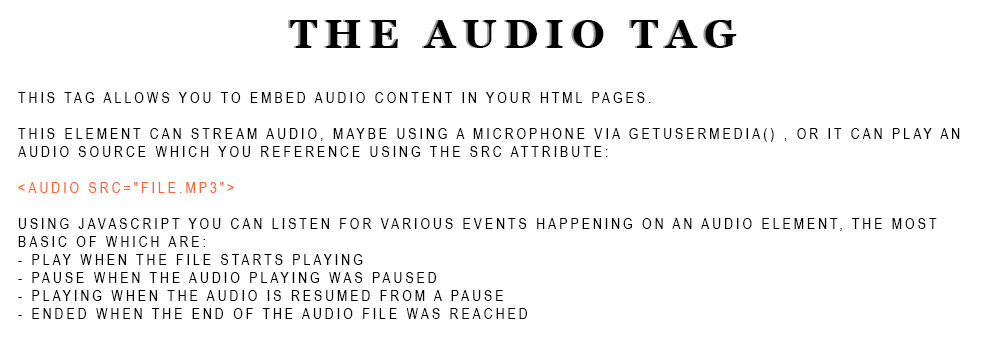 THE AUDIO TAG
THIS TAG ALLOWS YOU TO EMBED AUDIO CONTENT IN YOUR HTML PAGES.
THIS ELEMENT CAN STREAM AUDIO, MAYBE USING A MICROPHONE VIA GETUSERMEDIA() , OR IT CAN PLAY AN
AUDIO SOURCE WHICH YOU REFERENCE USING THE SRC ATTRIBUTE:
<AUDIO SRC="FILE.MP3">
USING JAVASCRIPT YOU CAN LISTEN FOR VARIOUS EVENTS HAPPENING ON AN AUDIO ELEMENT, THE MOST
BASIC OF WHICH ARE:
- PLAY WHEN THE FILE STARTS PLAYING
- PAUSE WHEN THE AUDIO PLAYING WAS PAUSED
- PLAYING WHEN THE AUDIO IS RESUMED FROM A PAUSE
- ENDED WHEN THE END OF THE AUDIO FILE WAS REACHED